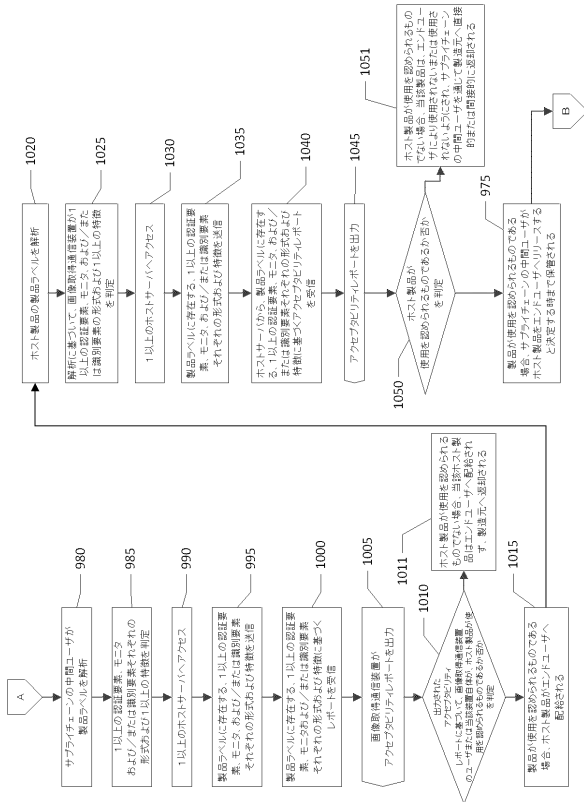 A
サプライチェーンの中間ユーザが
製品ラベルを解析
980
1以上の認証要素、モニタ
および/または識別要素それぞれの
形式および1以上の特徴を判定
985
1以上のホストサーバへアクセス
990
製品ラベルに存在する、1以上の認証要
素、モニタ、および/または識別要素
それぞれの形式および特徴を送信
995
製品ラベルに存在する、1以上の認証要
素、モニタおよび/または識別要素
それぞれの形式および特徴に基づく
レポートを受信
1000
画像取得通信装置が
アクセプタビリティレポートを出力
1005
出力された
アクセプタビリティ
レポートに基づいて、画像取得通信装置
のユーザまたは当該装置自体が、ホスト製品が使
用を認められるものであるか否か
を判定
1010
ホスト製品が使用を認められる
ものでない場合、当該ホスト製
品はエンドユーザへ配給され
ず、製造元へ返却される
1011
製品が使用を認められるものである
場合、ホスト製品がエンドユーザへ
配給される
1015
ホスト製品の製品ラベルを解析
1020
解析に基づいて、画像取得通信装置が1
以上の認証要素、モニタ、および/また
は識別要素の形式および1以上の特徴
を判定
1025
1以上のホストサーバへアクセス
1030
製品ラベルに存在する、1以上の認証要
素、モニタ、および/または識別要素
それぞれの形式および特徴を送信
1035
ホストサーバから、製品ラベルに存在す
る、1以上の認証要素、モニタ、および/
または識別要素それぞれの形式および
特徴に基づくアクセプタビリティレポート
を受信
1040
アクセプタビリティレポートを出力
1045
ホスト製品が
使用を認められるものであるか否か
を判定
1050
ホスト製品が使用を認められるもの
でない場合、当該製品は、エンドユー
ザにより使用されないまたは使用さ
れないようにされ、サプライチェーン
の中間ユーザを通じて製造元へ直接
的または間接的に返却される
1051
製品が使用を認められるものである
場合、サプライチェーンの中間ユーザが
ホスト製品をエンドユーザへリリースする
と決定する時まで保管される
975
B